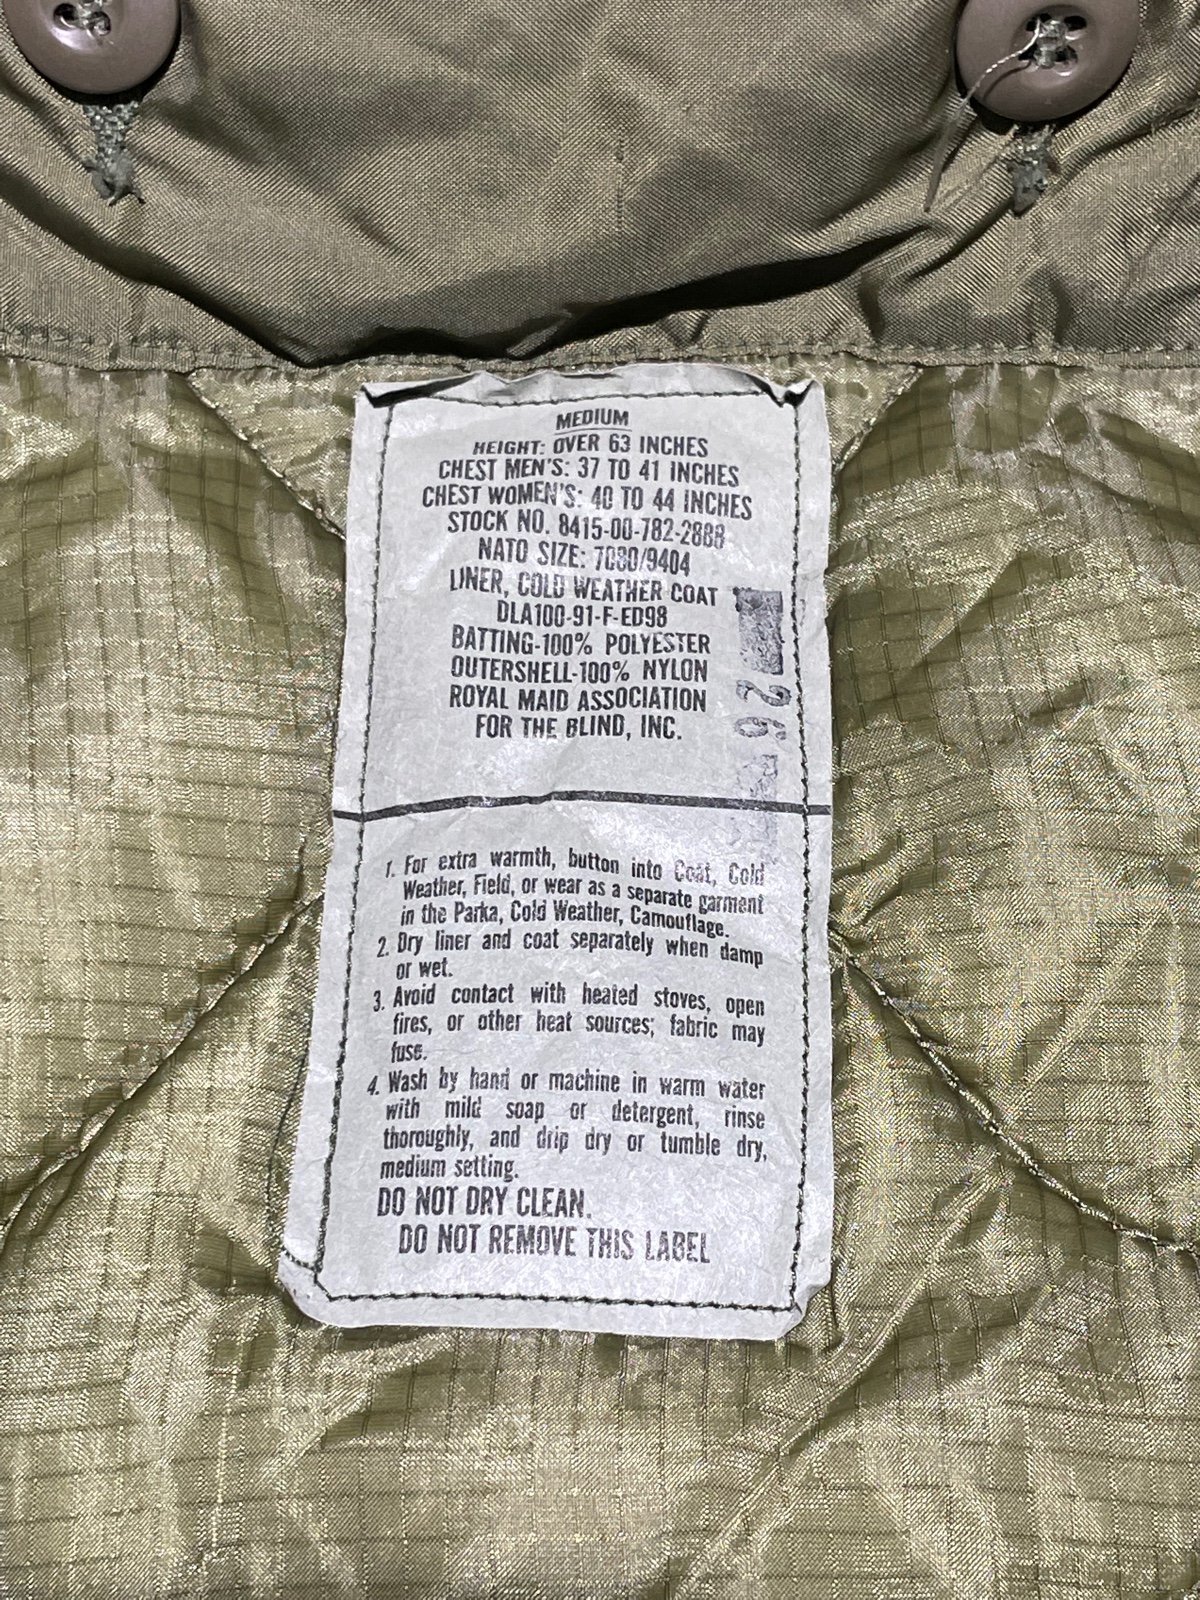 MEDIUM
HEIGHT: OVER 63 INCHES
CHEST MEN'S: 37 TO 41 INCHES
CHEST WOMEN'S: 40 TO 44 INCHES
STOCK NO. 8415-00-782-2888
NATO SIZE: 7080/9404
LINER, COLD WEATHER COAT
DLA100-91-F-ED98
BATTING-100% POLYESTER
OUTERSHELL-100% NYLON
ROYAL MAID ASSOCIATION
FOR THE BLIND, INC.
1. For extra warmth, button into Coat, Cold
Weather, Field, or wear as a separate garment
in the Parka, Cold Weather, Camouflage.
2. Dry liner and coat separately when damp
or wet.
3. Avoid contact with heated stoves, open
fires, or other heat sources; fabric may
fuse.
4. Wash by hand or machine in warm water
with mild soap or detergent, rinse
thoroughly, and drip dry or tumble dry,
medium setting.
DO NOT DRY CLEAN.
DO NOT REMOVE THIS LABEL